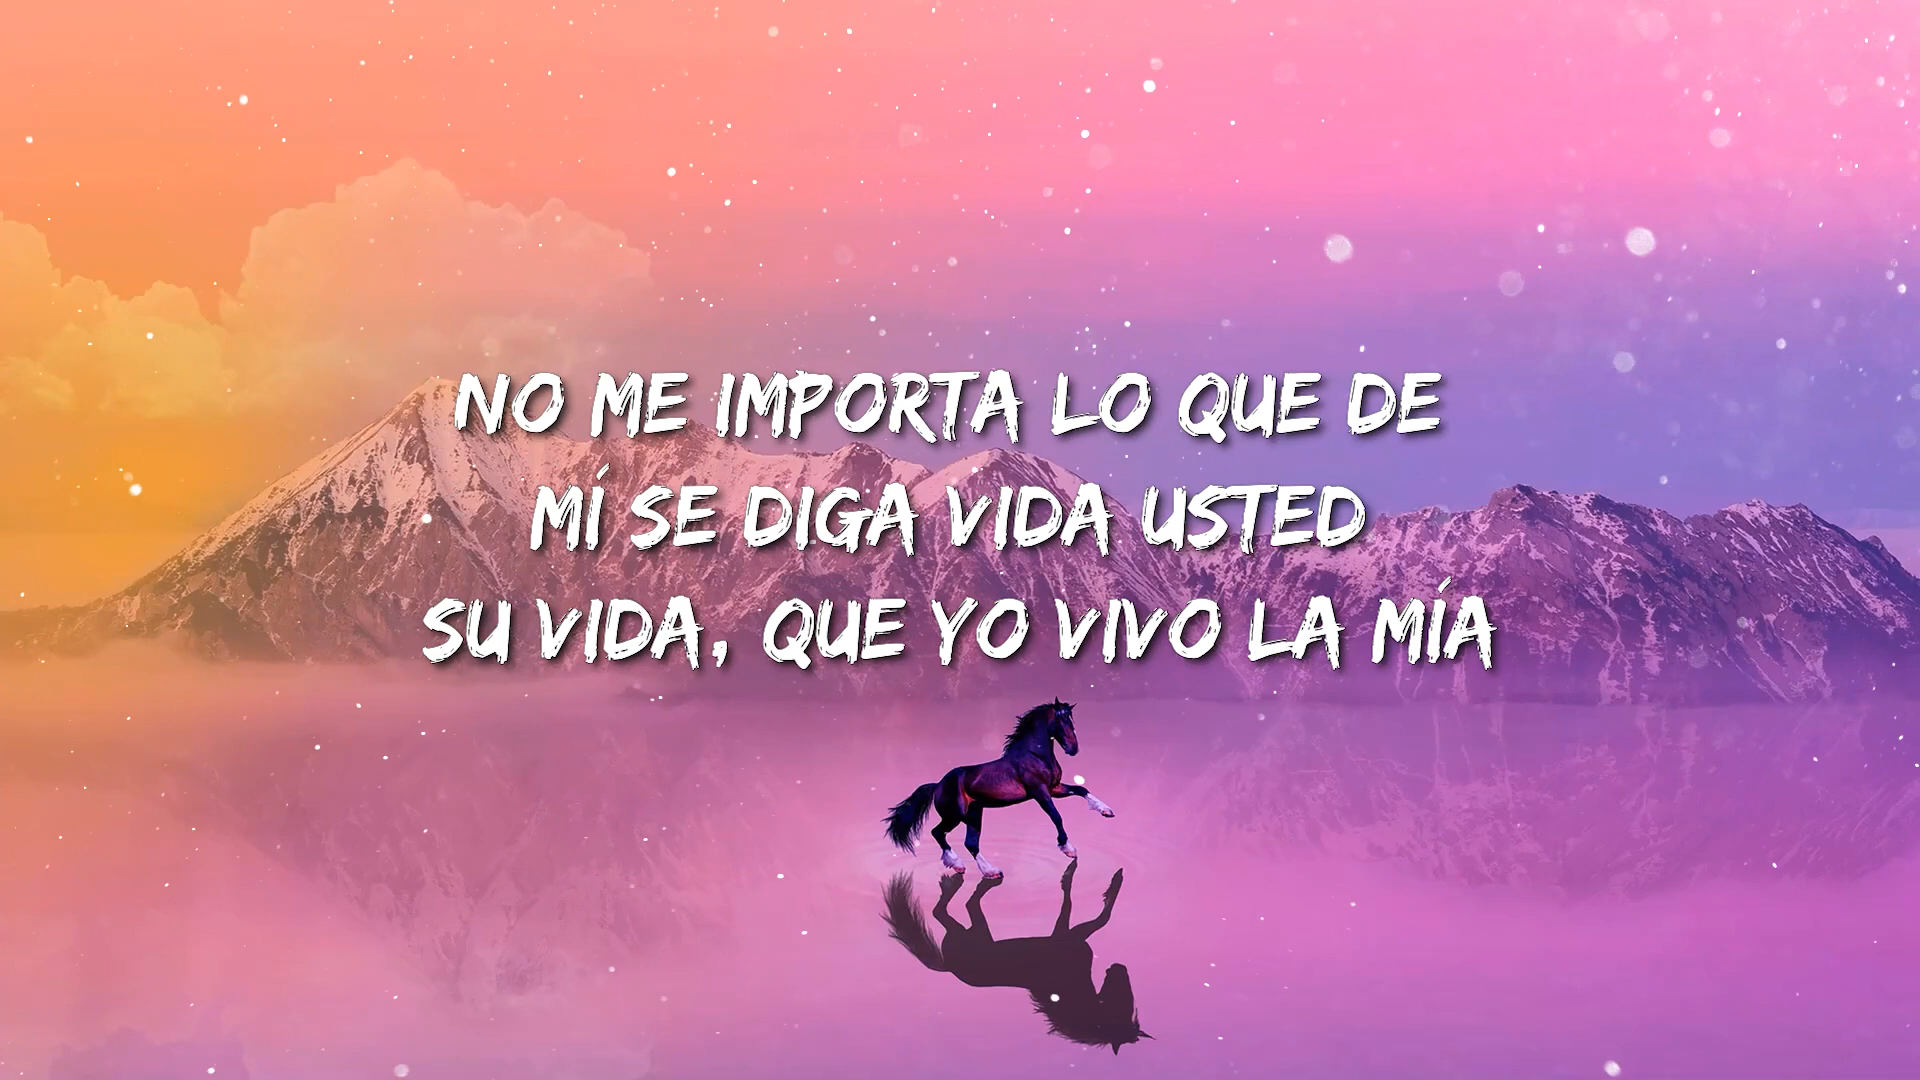 NO ME IMPORTA LO QUE DE
MÍ SE DIGA VIDA USTED
SU VIDA, QUE YO VIVO LA MÍA